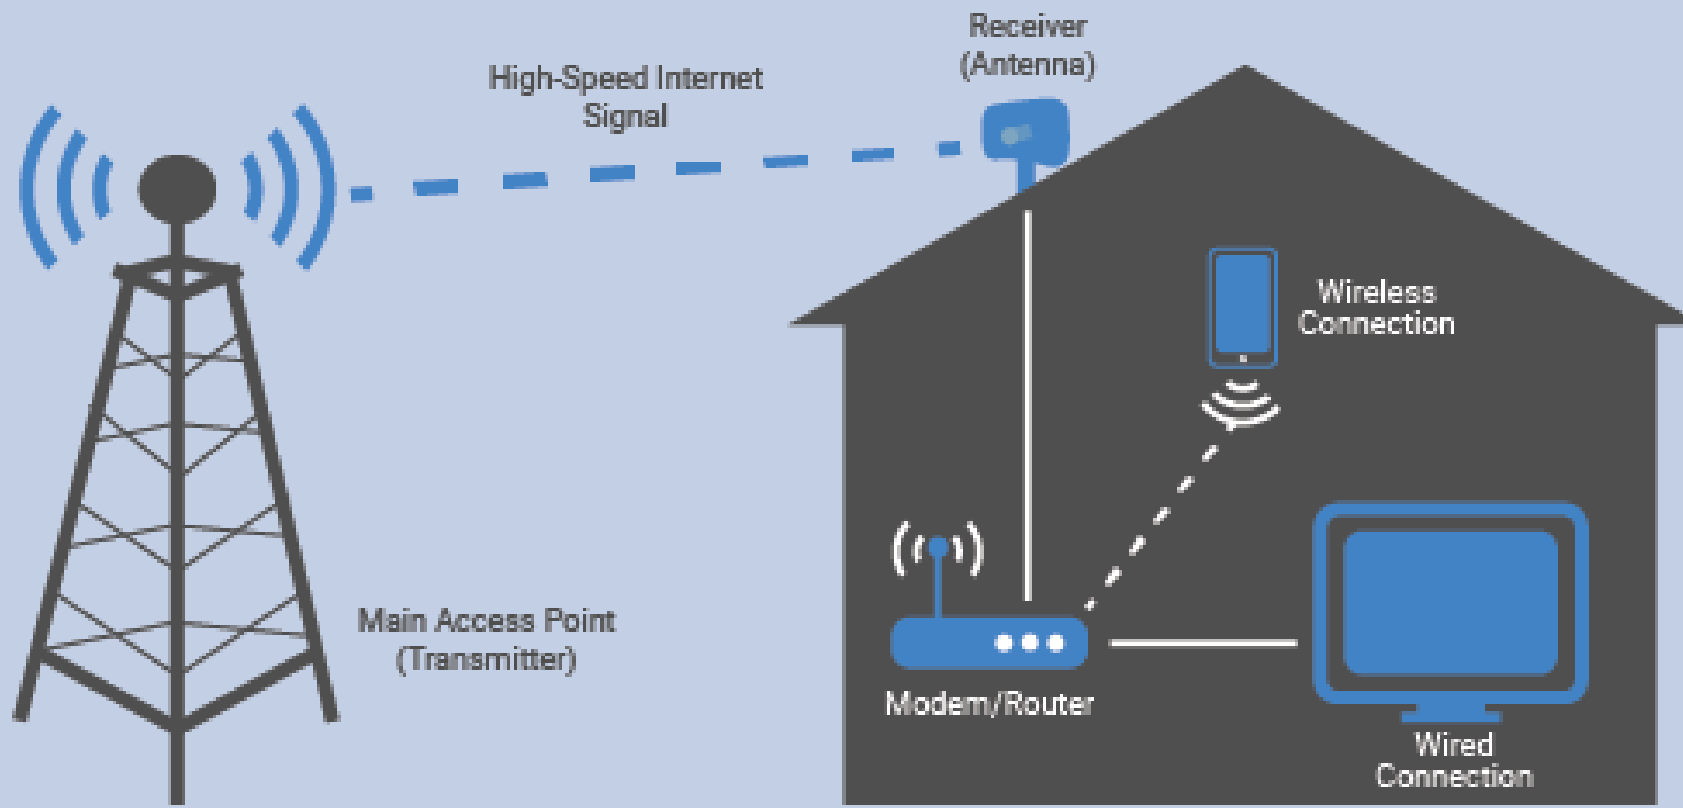 Receiver
(Antenna)
High-Speed Internet
Signal
Wireless
Connection
Main Access Point
(Transmitter)
Modem/Router
Wired
Connection